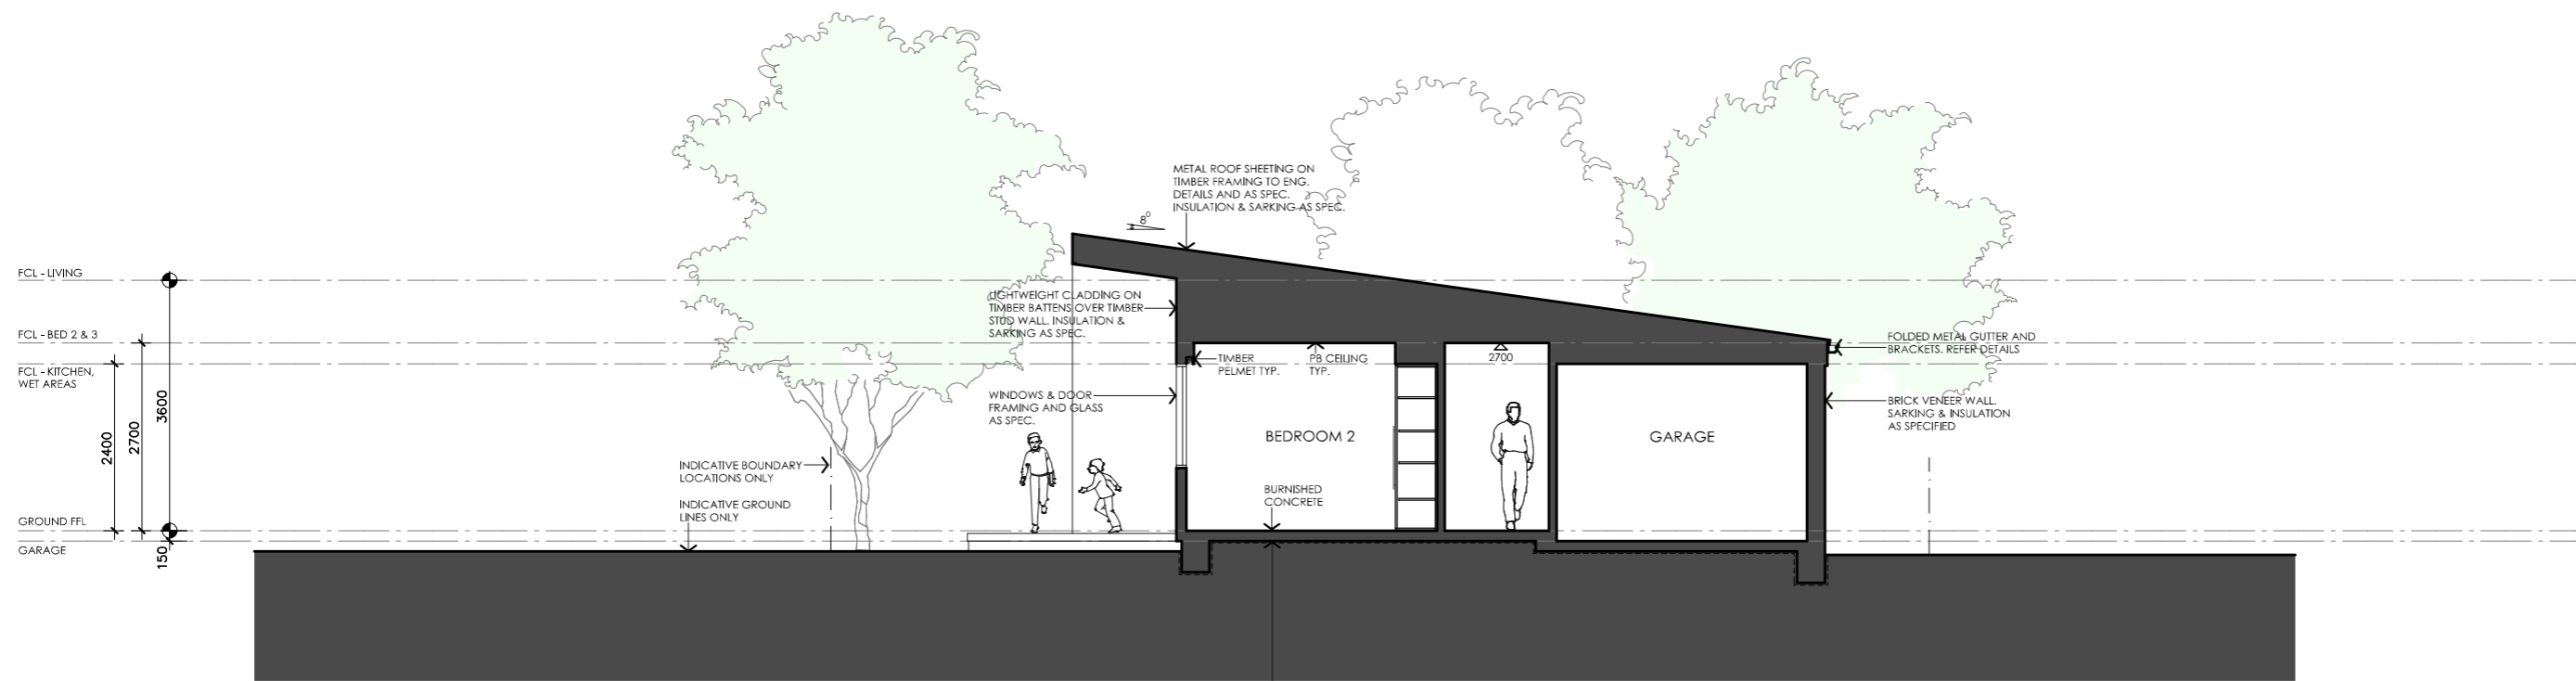 METAL ROOF SHEETING ON
TIMBER FRAMING TO ENG.
DETAILS AND AS SPEC.
INSULATION & SARKING AS SPEC.
8°
FCL - LIVING
LIGHTWEIGHT CLADDING ON
TIMBER BATTENS OVER TIMBER
STUD WALL. INSULATION &
SARKING AS SPEC.
FCL - BED 2 & 3
FOLDED METAL GUTTER AND
BRACKETS. REFER DETAILS
TIMBER
PELMET TYP.
PB CEILING
TYP.
2700
FCL - KITCHEN,
WET AREAS
WINDOWS & DOOR
FRAMING AND GLASS
AS SPEC.
BRICK VENEER WALL.
SARKING & INSULATION
AS SPECIFIED
2400
2700
3600
BEDROOM 2
GARAGE
INDICATIVE BOUNDARY
LOCATIONS ONLY
BURNISHED
CONCRETE
INDICATIVE GROUND
LINES ONLY
GROUND FFL
GARAGE
150